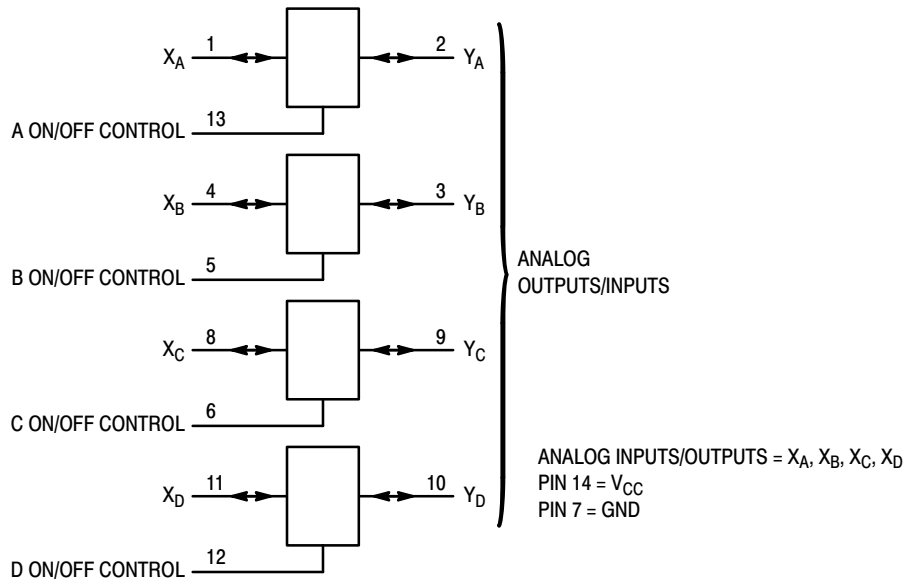 X_A 1 2 Y_A
A ON/OFF CONTROL 13
X_B 4 3 Y_B
B ON/OFF CONTROL 5
ANALOG
OUTPUTS/INPUTS
X_C 8 9 Y_C
C ON/OFF CONTROL 6
X_D 11 10 Y_D
D ON/OFF CONTROL 12
ANALOG INPUTS/OUTPUTS = X_A, X_B, X_C, X_D
PIN 14 = V_CC
PIN 7 = GND